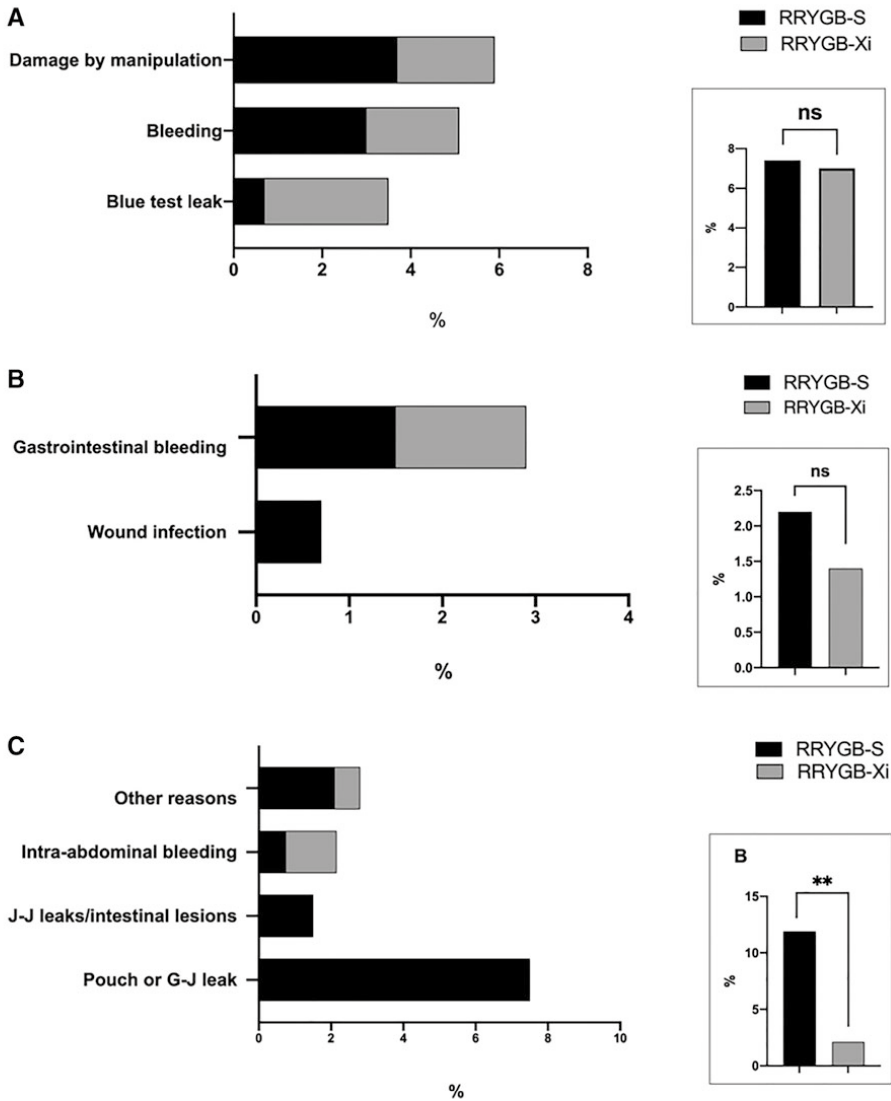 A
Damage by manipulation
Bleeding
Blue test leak
0 2 4 6 8
%
RRYGB-S
RRYGB-Xi
ns
8
6
4
2
0
%
B
Gastrointestinal bleeding
Wound infection
0 1 2 3 4
%
RRYGB-S
RRYGB-Xi
ns
2.5
2.0
1.5
1.0
0.5
0.0
%
C
Other reasons
Intra-abdominal bleeding
J-J leaks/intestinal lesions
Pouch or G-J leak
0 2 4 6 8 10
%
RRYGB-S
RRYGB-Xi
B
**
15
10
5
0
%